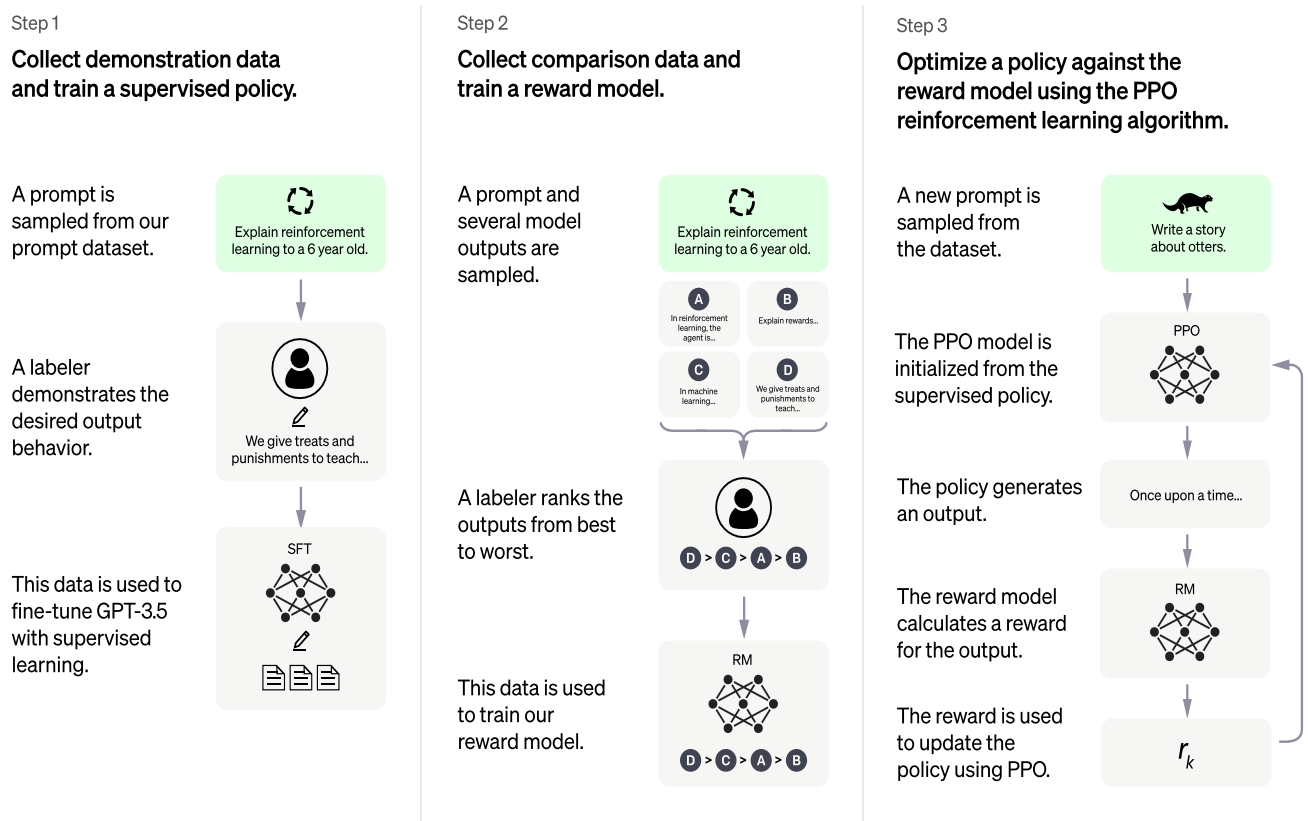 Step 1
Collect demonstration data
and train a supervised policy.
A prompt is
sampled from our
prompt dataset.
Explain reinforcement
learning to a 6 year old.
A labeler
demonstrates the
desired output
behavior.
We give treats and
punishments to teach...
This data is used to
fine-tune GPT-3.5
with supervised
learning.
SFT
Step 2
Collect comparison data and
train a reward model.
A prompt and
several model
outputs are
sampled.
Explain reinforcement
learning to a 6 year old.
A
In reinforcement
learning, the
agent is...
B
Explain rewards...
C
In machine
learning...
D
We give treats and
punishments to
teach...
A labeler ranks the
outputs from best
to worst.
D > C > A > B
This data is used
to train our
reward model.
RM
D > C > A > B
Step 3
Optimize a policy against the
reward model using the PPO
reinforcement learning algorithm.
A new prompt is
sampled from
the dataset.
Write a story
about otters.
The PPO model is
initialized from the
supervised policy.
PPO
The policy generates
an output.
Once upon a time...
The reward model
calculates a reward
for the output.
RM
The reward is used
to update the
policy using PPO.
rk